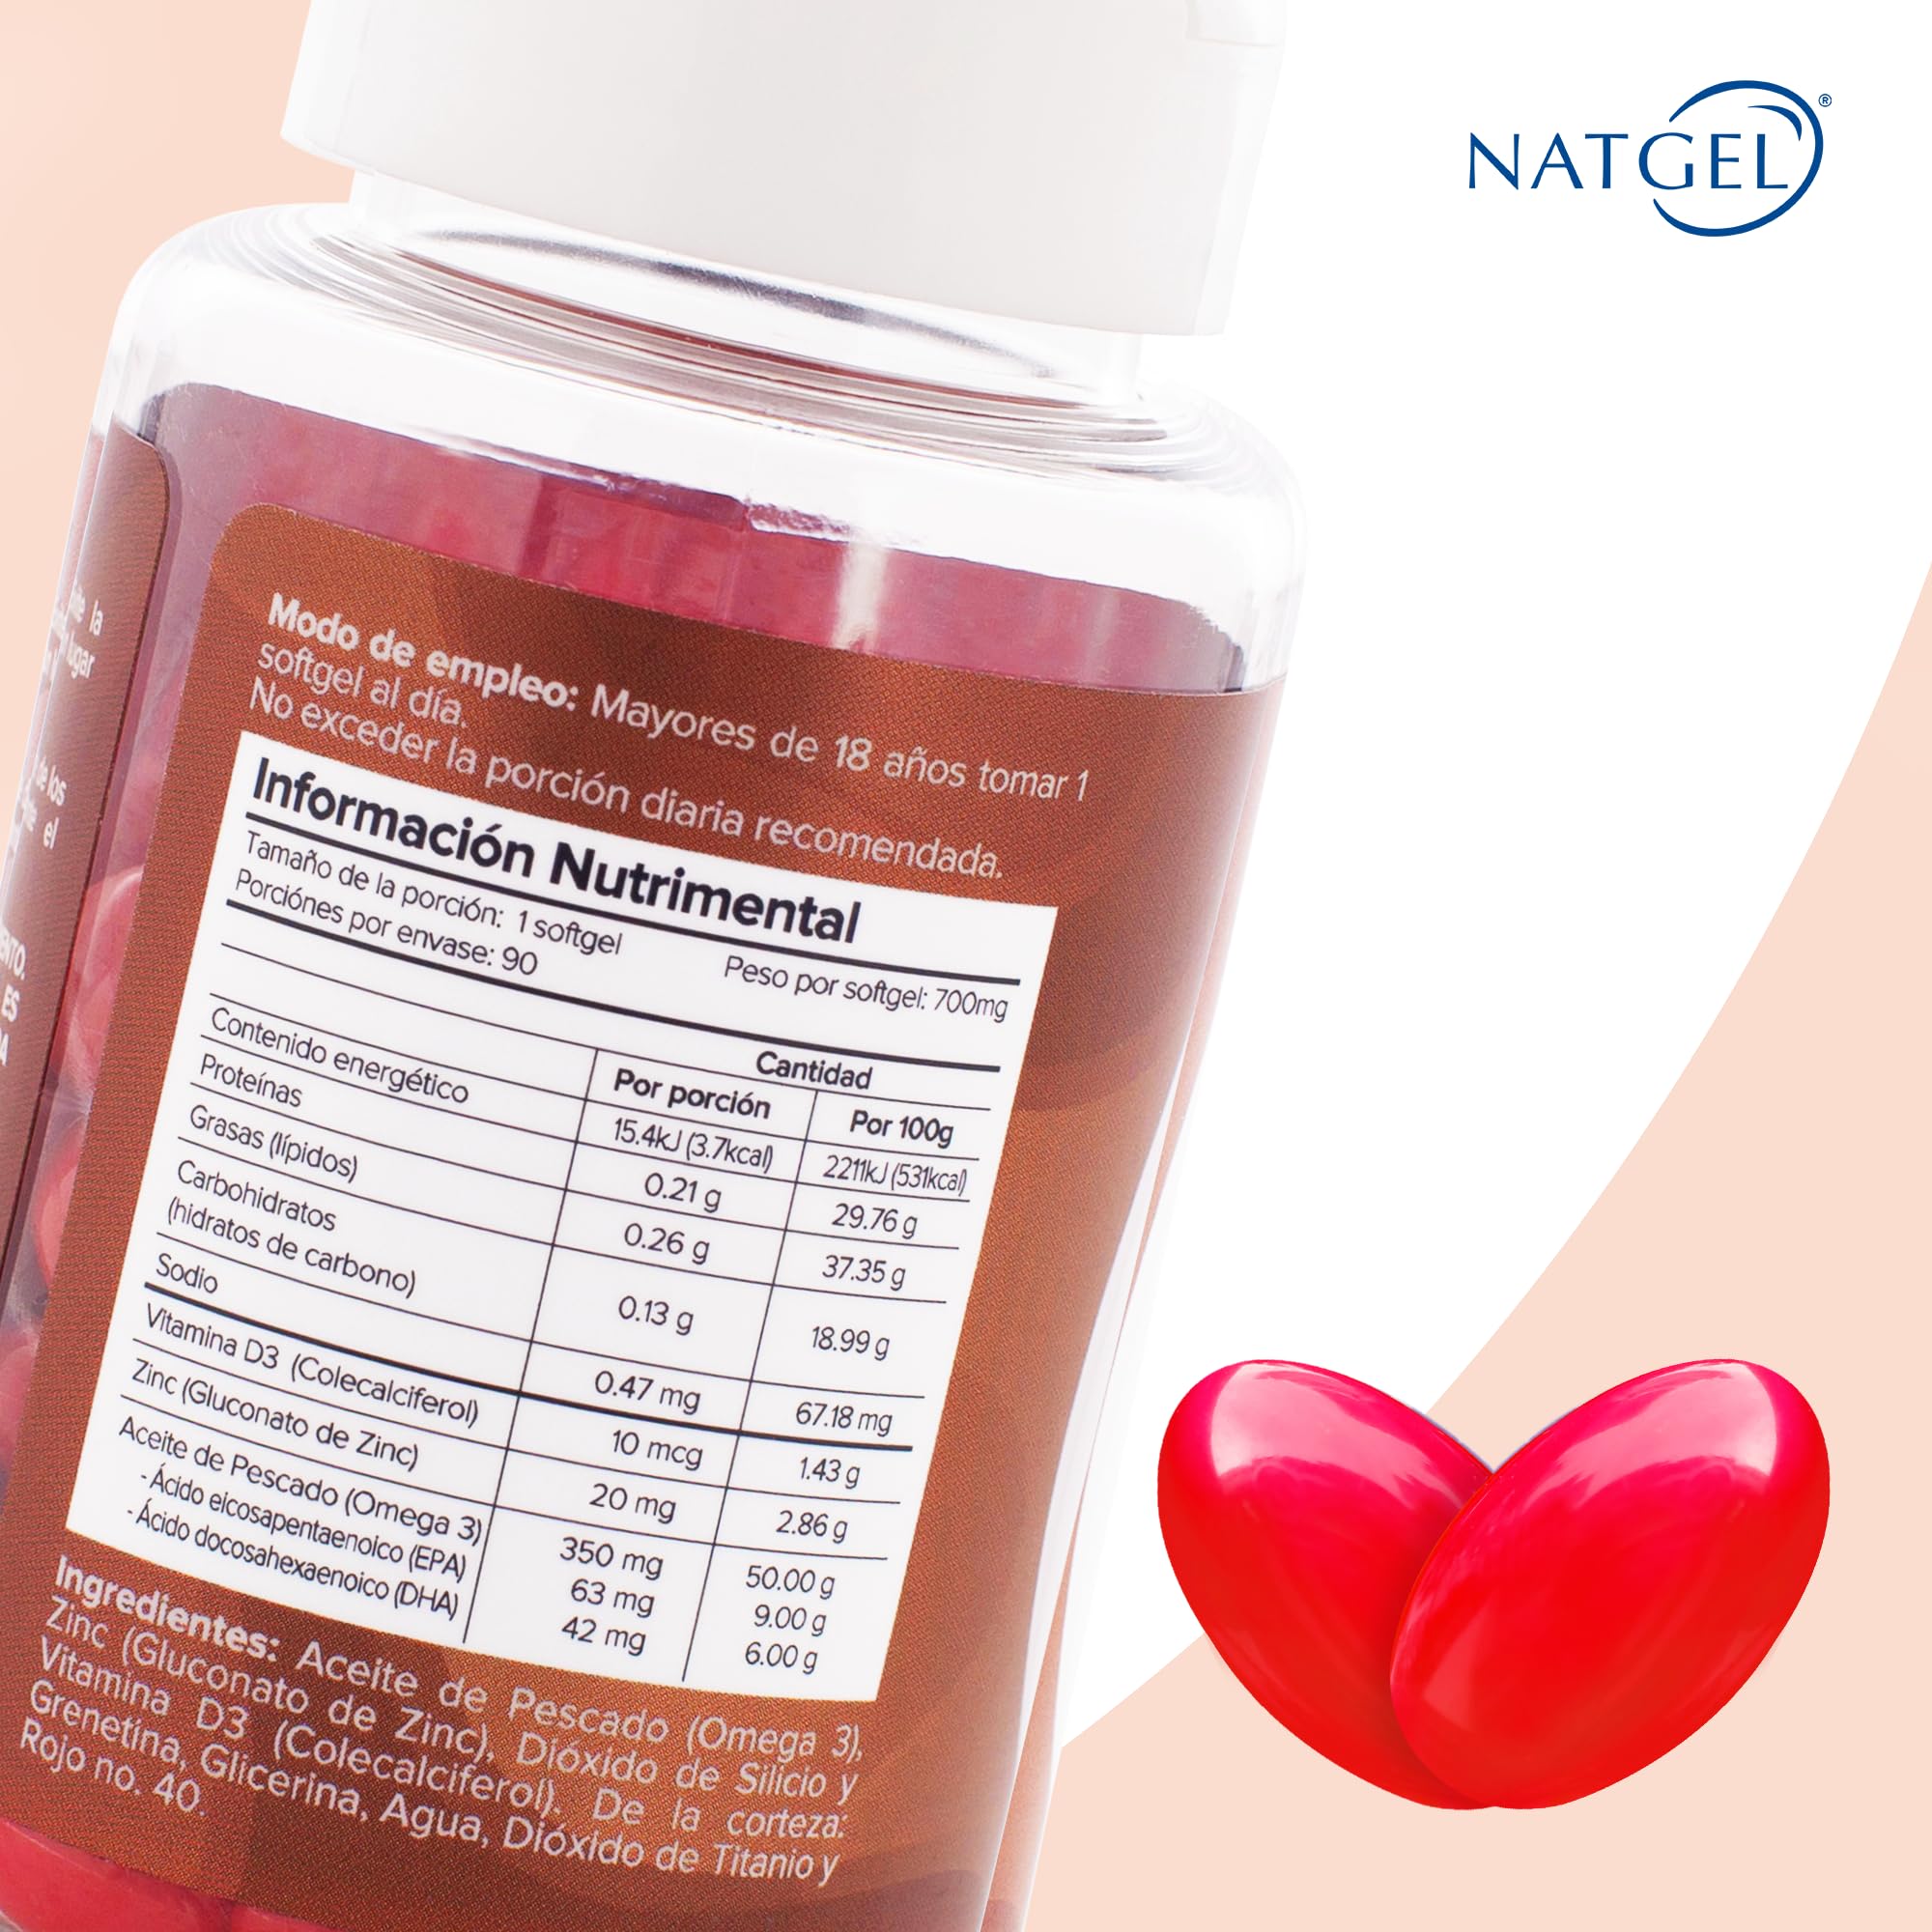 NATGEL®
Modo de empleo: Mayores de 18 años tomar 1
softgel al día.
No exceder la porción diaria recomendada.
Información Nutrimental
Tamaño de la porción: 1 softgel
Porciónes por envase: 90 Peso por softgel: 700mg
Cantidad
Por porción Por 100g
Contenido energético 15.4kJ (3.7kcal) 2211kJ (531kcal)
Proteínas 0.21 g 29.76 g
Grasas (lípidos) 0.26 g 37.35 g
Carbohidratos
(hidratos de carbono) 0.13 g 18.99 g
Sodio 0.47 mg 67.18 mg
Vitamina D3 (Colecalciferol) 10 mcg 1.43 g
Zinc (Gluconato de Zinc) 20 mg 2.86 g
Aceite de Pescado (Omega 3) 350 mg 50.00 g
-Ácido eicosapentaenoico (EPA) 63 mg 9.00 g
-Ácido docosahexaenoico (DHA) 42 mg 6.00 g
Ingredientes: Aceite de Pescado (Omega 3),
Zinc (Gluconato de Zinc), Dióxido de Silicio y
Vitamina D3 (Colecalciferol). De la corteza:
Grenetina, Glicerina, Agua, Dióxido de Titanio y
Rojo no. 40.
la
lugar
de los
el
ES